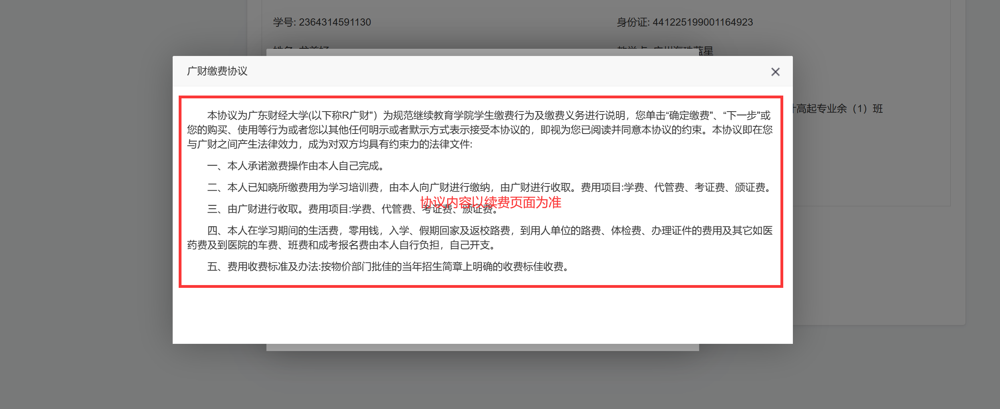 学号: 2364314591130
身份证: 441225199001164923
广财缴费协议
高起专业余（1）班
本协议为广东财经大学(以下称R广财"）为规范继续教育学院学生缴费行为及缴费义务进行说明，您单击“确定缴费"、“下一步"或
您的购买、使用等行为或者您以其他任何明示或者默示方式表示接受本协议的，即视为您已阅读并同意本协议的约束。本协议即在您
与广财之间产生法律效力，成为对双方均具有约束力的法律文件:
一、本人承诺激费操作由本人自己完成。
二、本人已知晓所缴费用为学习培训费，由本人向广财进行缴纳，由广财进行收取。费用项目:学费、代管费、考证费、颁证费。
协议内容以续费页面为准
三、由广财进行收取。费用项目:学费、代管费、考证费、颁证费。
四、本人在学习期间的生活费，零用钱，入学、假期回家及返校路费，到用人单位的路费、体检费、办理证件的费用及其它如医
药费及到医院的车费、班费和成考报名费由本人自行负担，自己开支。
五、费用收费标准及办法:按物价部门批佳的当年招生简章上明确的收费标佳收费。